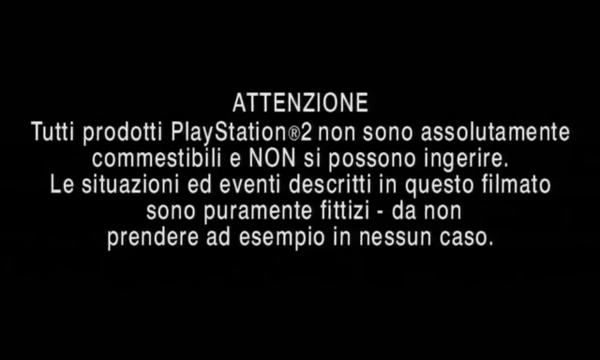 ATTENZIONE
Tutti prodotti PlayStation®2 non sono assolutamente
commestibili e NON si possono ingerire.
Le situazioni ed eventi descritti in questo filmato
sono puramente fittizi - da non
prendere ad esempio in nessun caso.